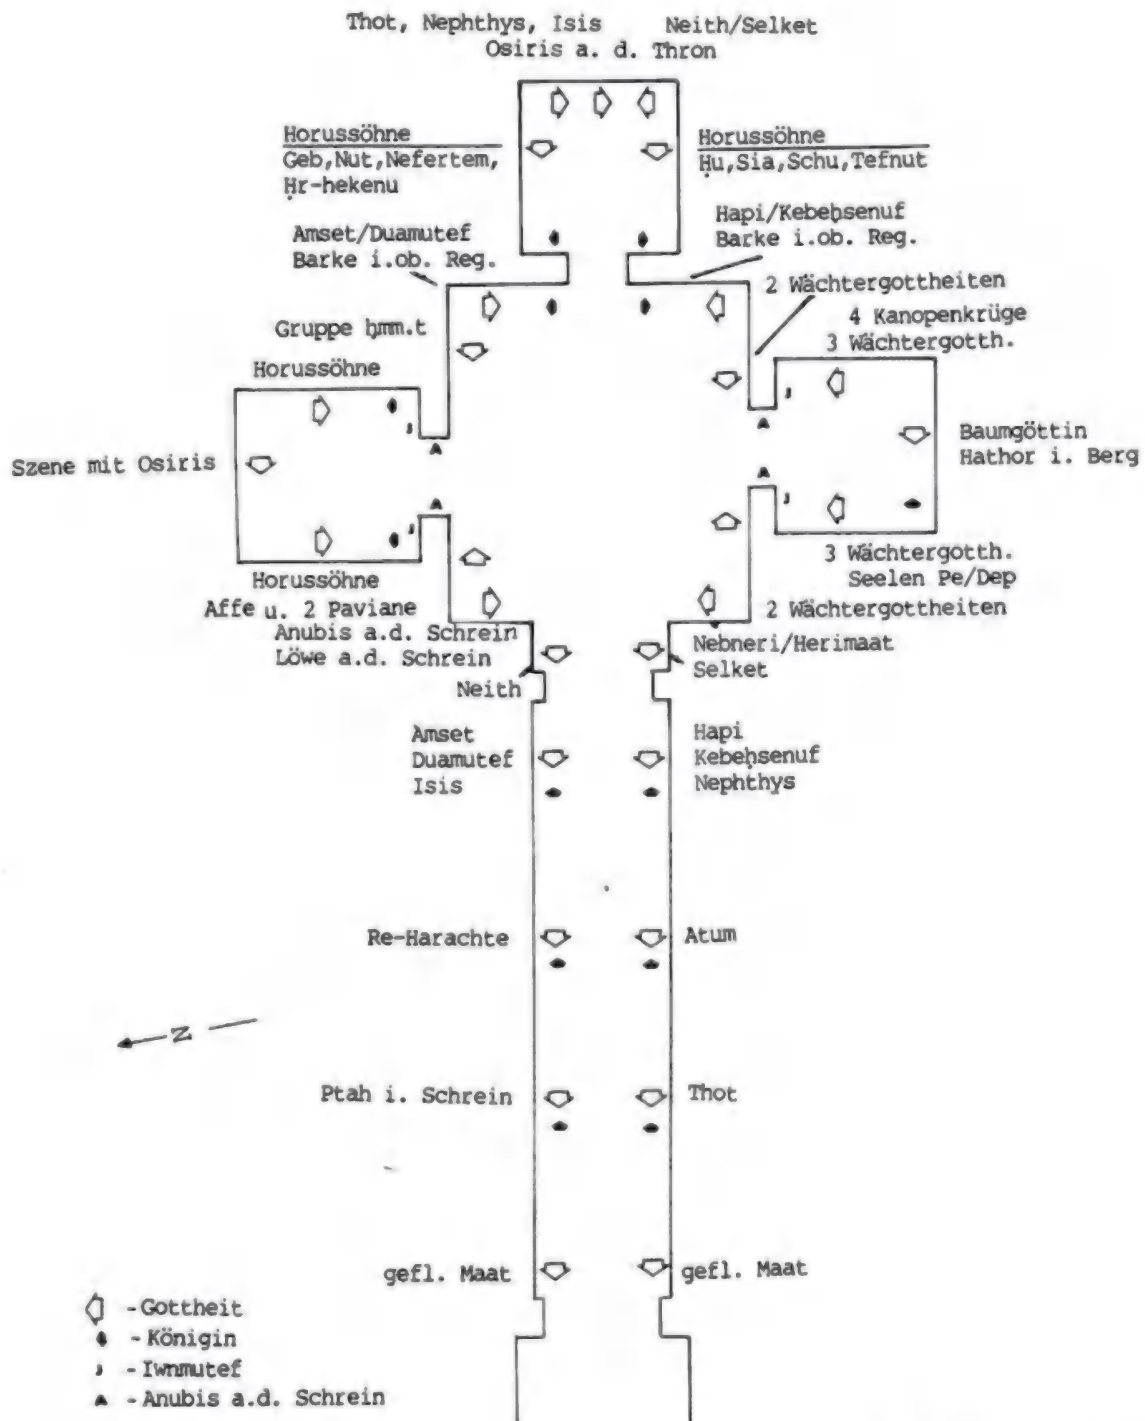 Thot, Nephthys, Isis Neith/Selket
Osiris a. d. Thron
Horussöhne
Geb,Nut,Nefertem,
Ḥr-hekenu
Horussöhne
Ḥu,Sia,Schu,Tefnut
Amset/Duamutef
Barke i.ob. Reg.
Hapi/Kebeḥsenuf
Barke i.ob. Reg.
2 Wächtergottheiten
Gruppe ḥmm.t
4 Kanopenkrüge
3 Wächtergotth.
Horussöhne
Szene mit Osiris
Baumgöttin
Hathor i. Berg
Horussöhne
Affe u. 2 Paviane
Anubis a.d. Schrein
Löwe a.d. Schrein
Neith
3 Wächtergotth.
Seelen Pe/Dep
2 Wächtergottheiten
Nebneri/Herimaat
Selket
Amset
Duamutef
Isis
Hapi
Kebeḥsenuf
Nephthys
Re-Harachte
Atum
N
Ptah i. Schrein
Thot
gefl. Maat
gefl. Maat
-Gottheit
-Königin
-Iwnmutef
-Anubis a.d. Schrein